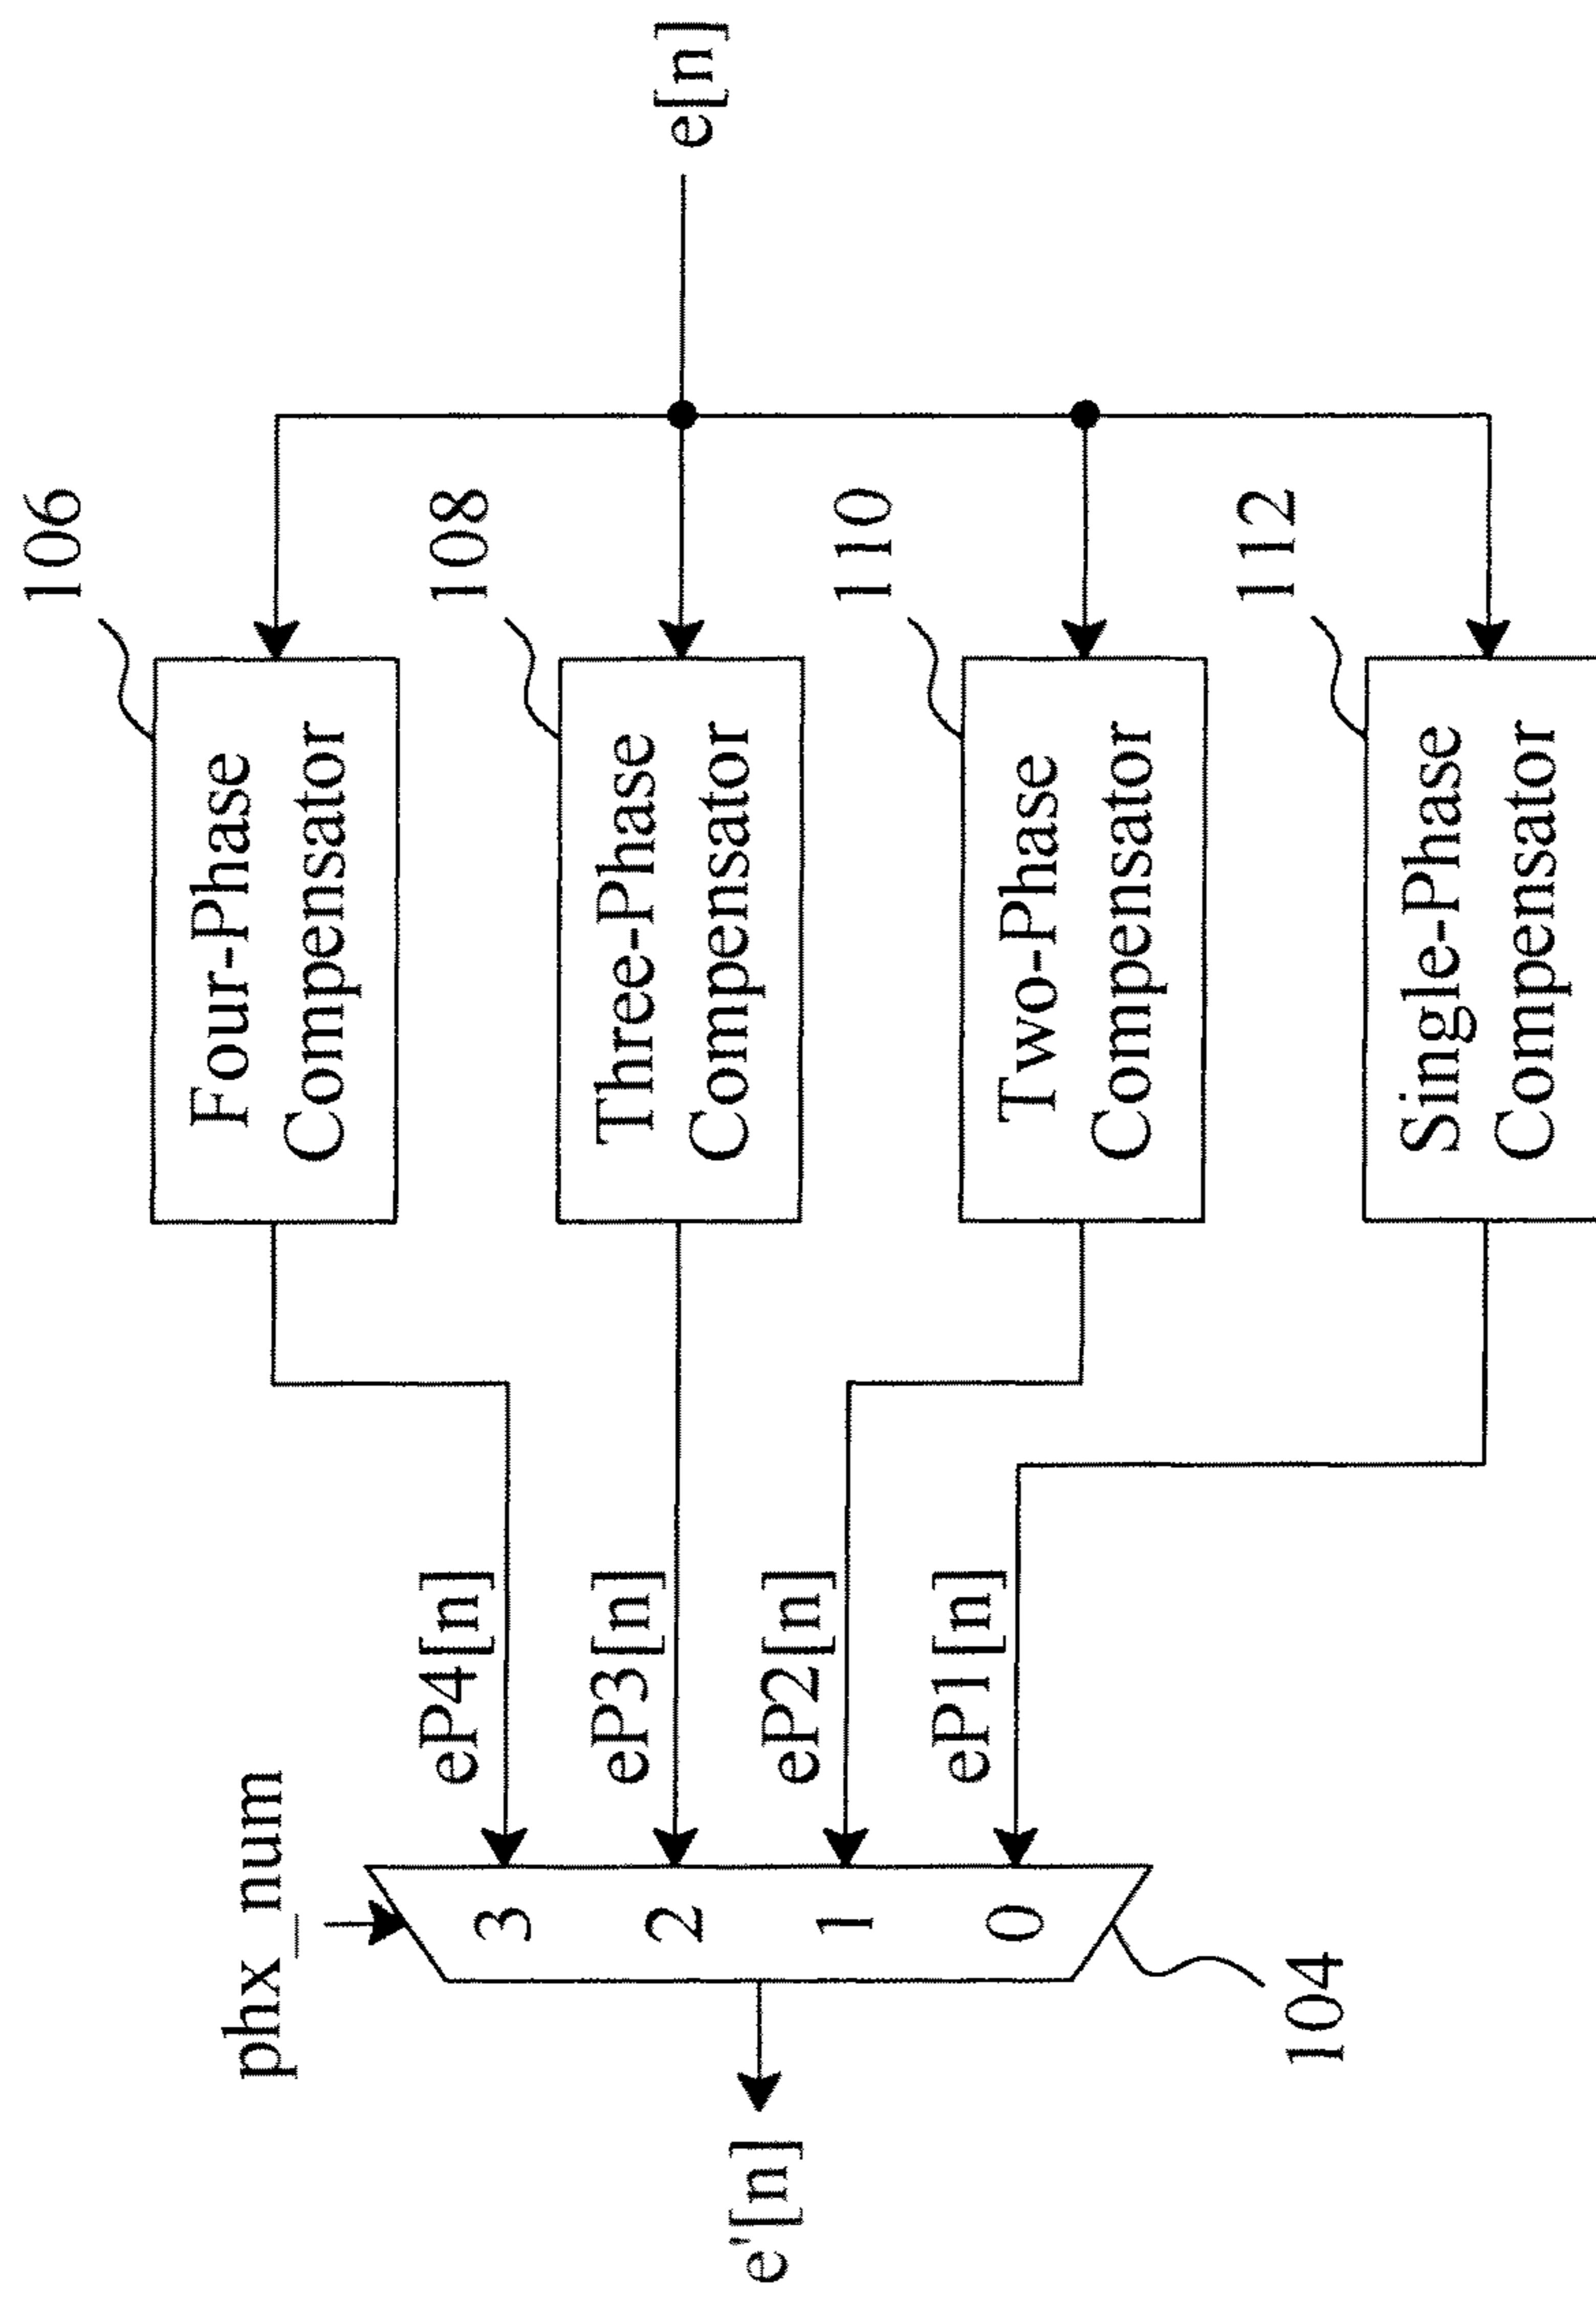 106
Four-Phase
Compensator
108
Three-Phase
Compensator
110
Two-Phase
Compensator
112
Single-Phase
Compensator
e[n]
phx_num
eP4[n]
eP3[n]
eP2[n]
eP1[n]
3
2
1
0
104
e'[n]